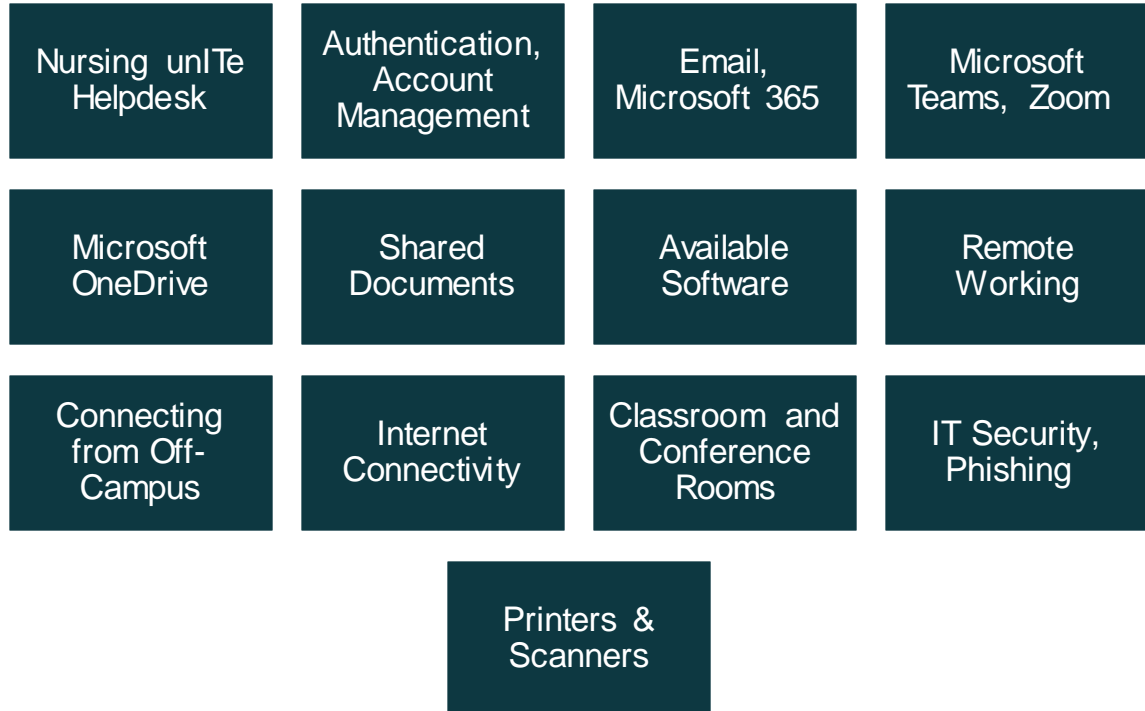 Nursing unITe
Helpdesk
Authentication,
Account
Management
Email,
Microsoft 365
Microsoft
Teams, Zoom
Microsoft
OneDrive
Shared
Documents
Available
Software
Remote
Working
Connecting
from Off-
Campus
Internet
Connectivity
Classroom and
Conference
Rooms
IT Security,
Phishing
Printers &
Scanners